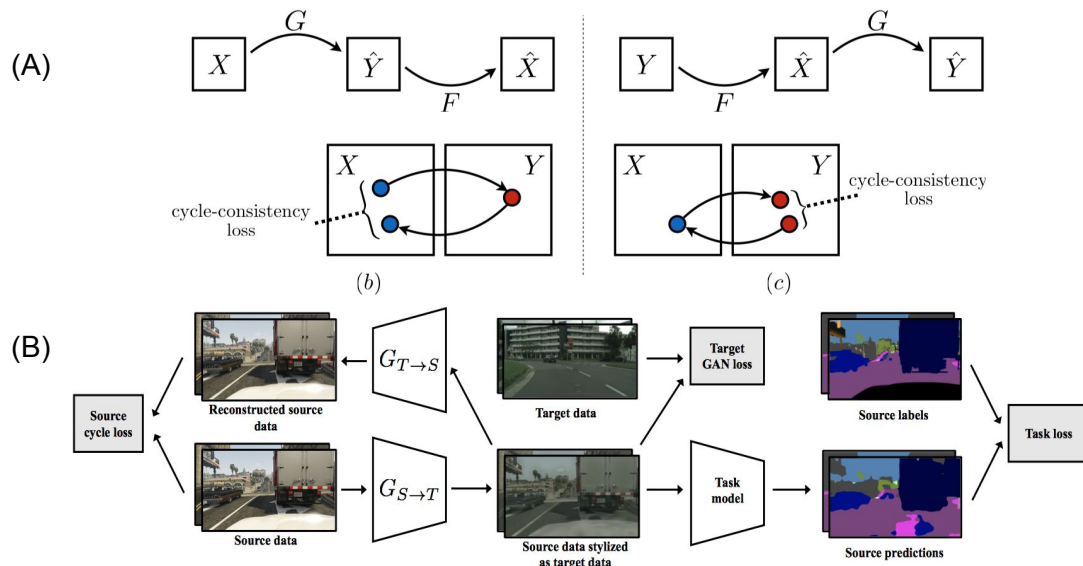 (A)
G
X
Ŷ
X̂
F
G
Y
X̂
Ŷ
F
X
Y
cycle-consistency
loss
(b)
X
Y
cycle-consistency
loss
(c)
(B)
G_{T→S}
Reconstructed source
data
Target data
Target
GAN loss
Source labels
Source
cycle loss
Task loss
G_{S→T}
Task
model
Source data
Source data stylized
as target data
Source predictions